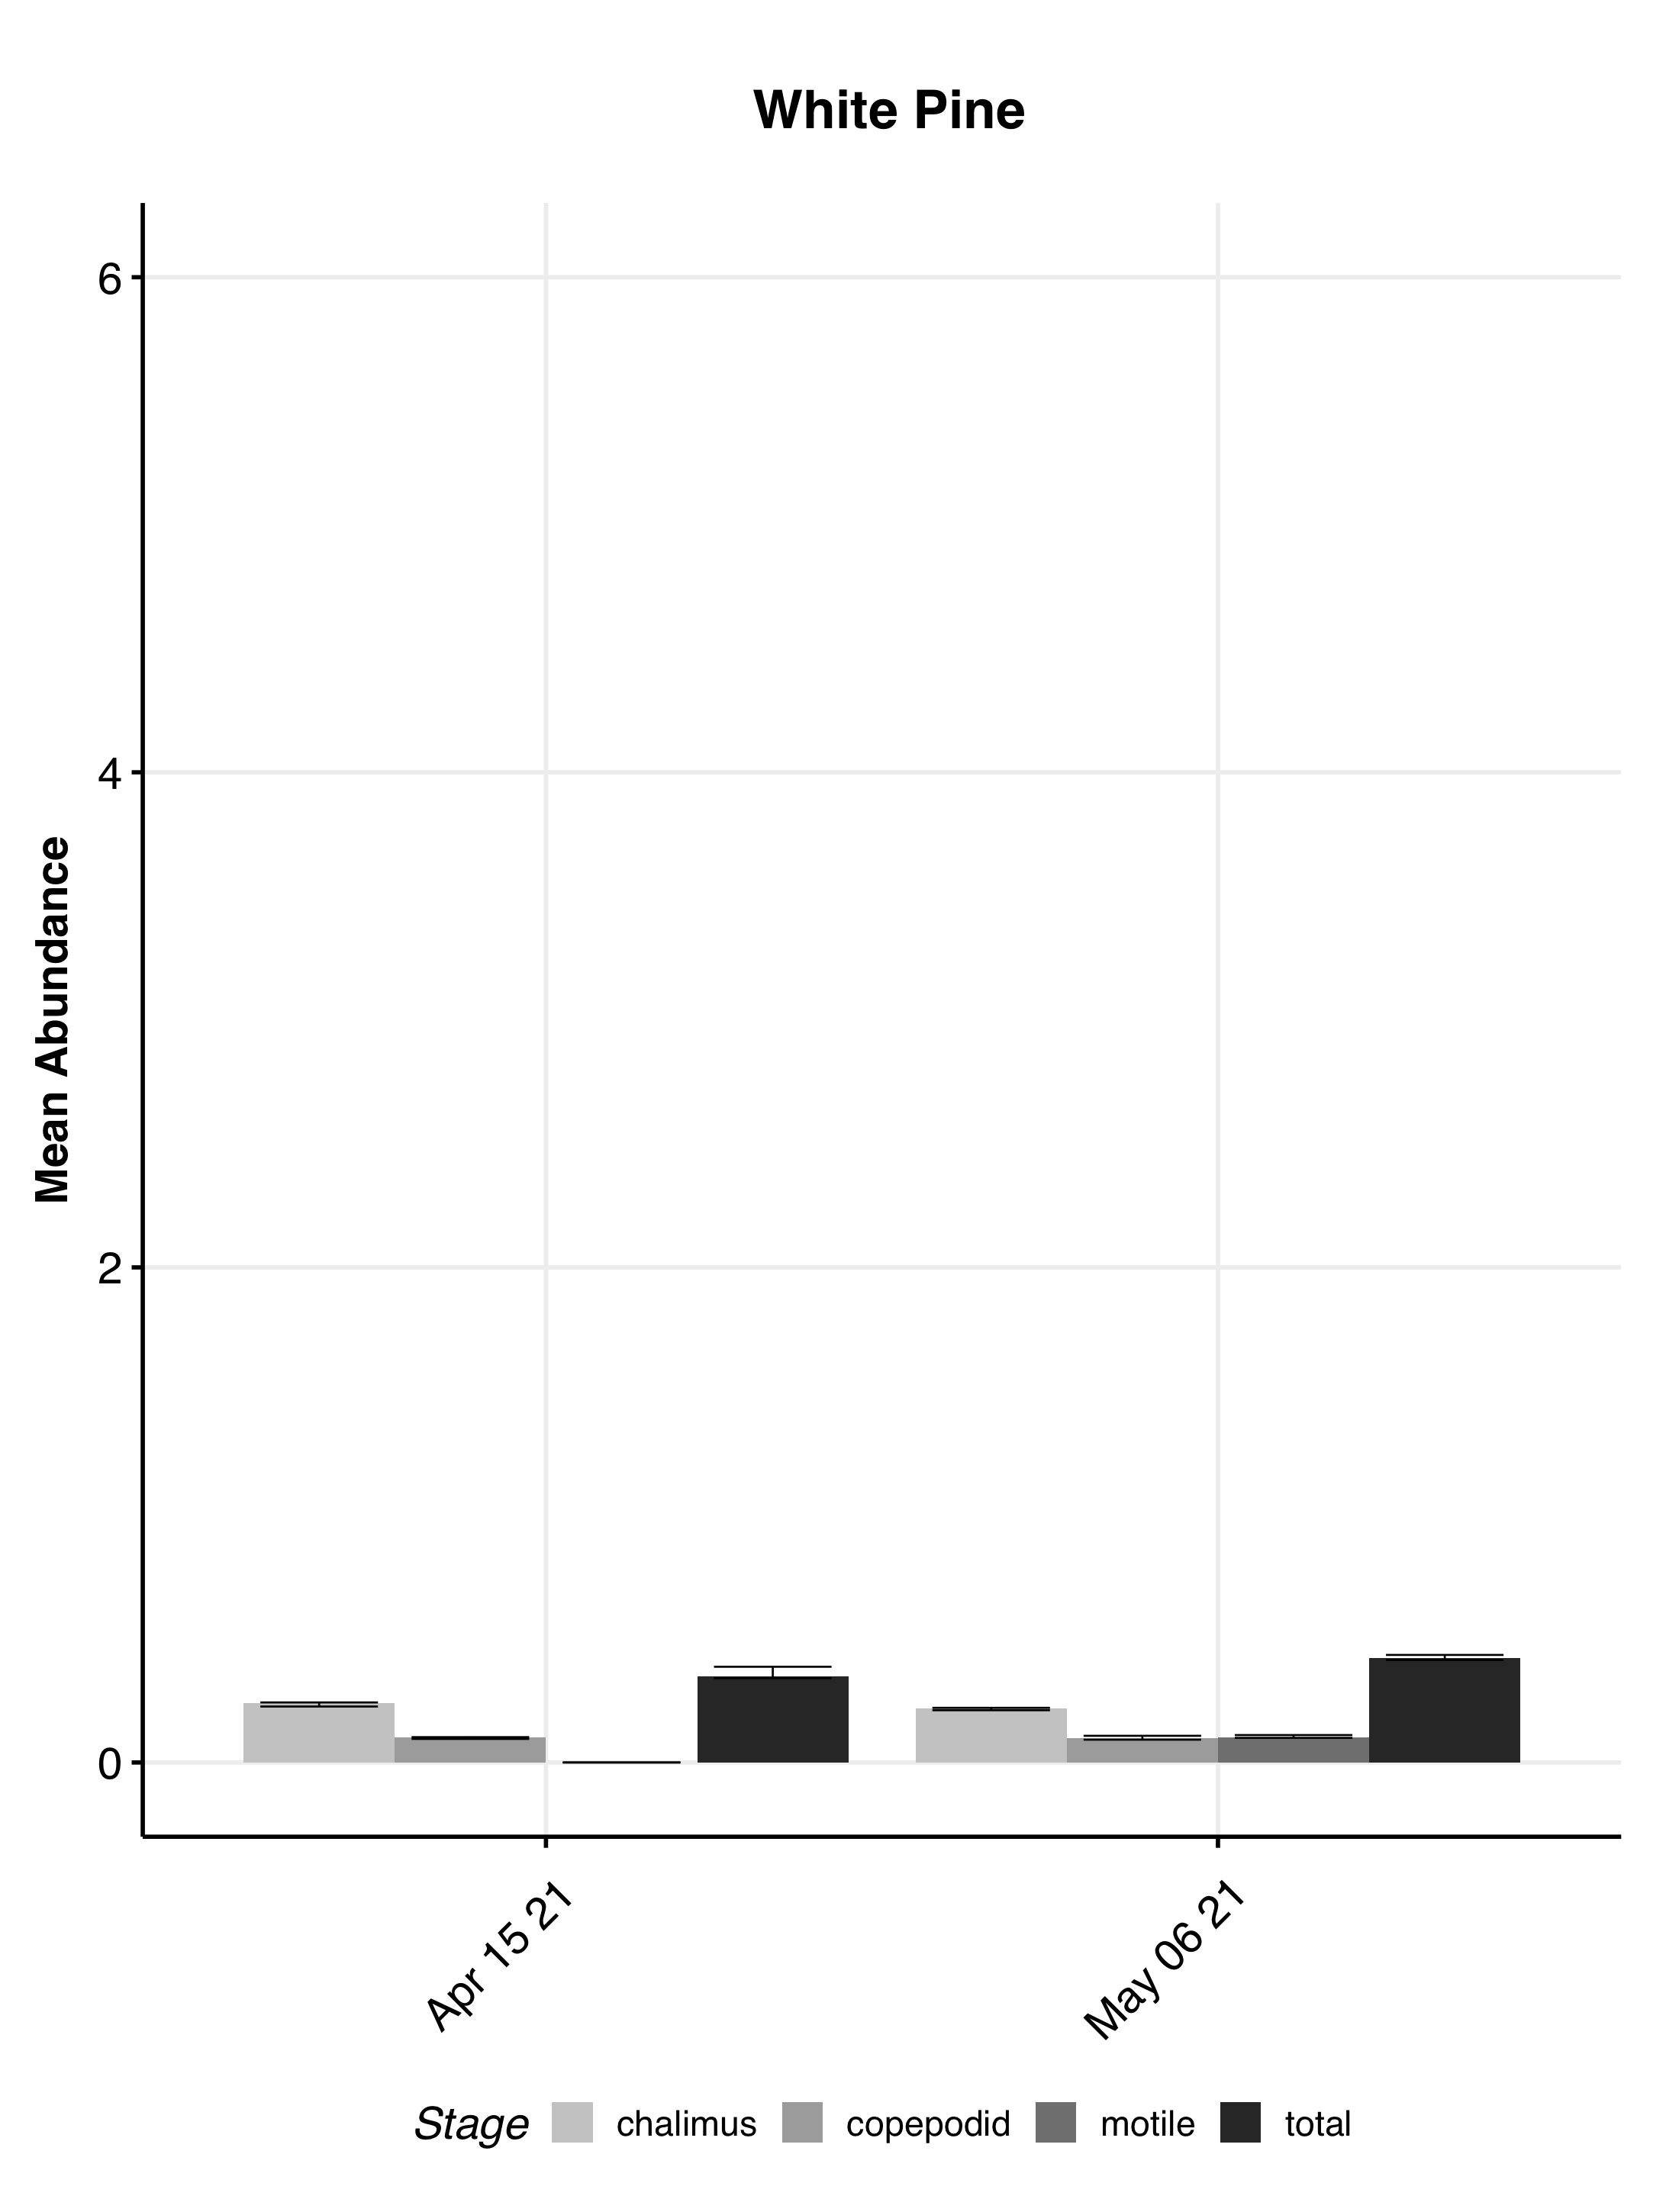 White Pine
Mean Abundance
6
4
2
0
Apr 15 21
May 06 21
Stage chalimus copepodid motile total